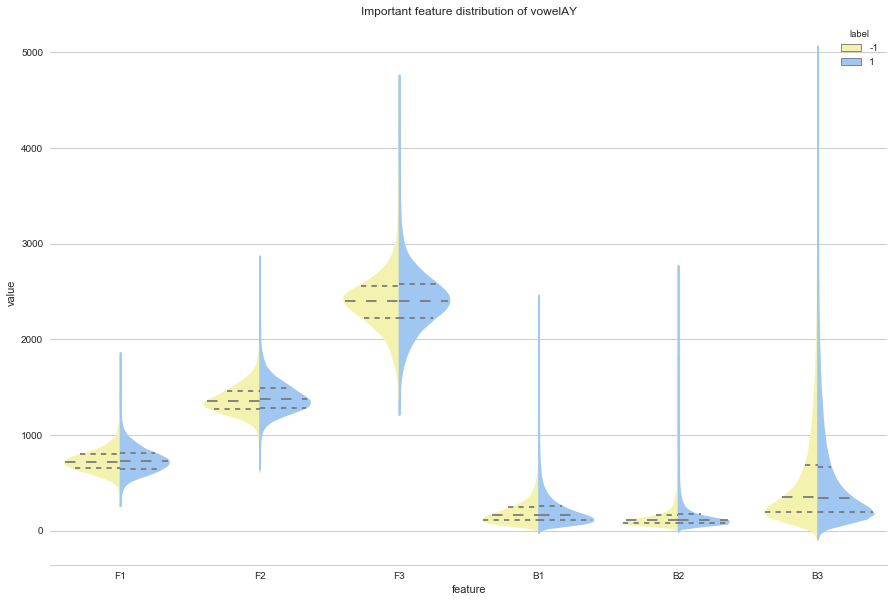 Important feature distribution of vowelAY
label
-1
1
5000
4000
3000
2000
1000
0
value
F1 F2 F3 B1 B2 B3
feature